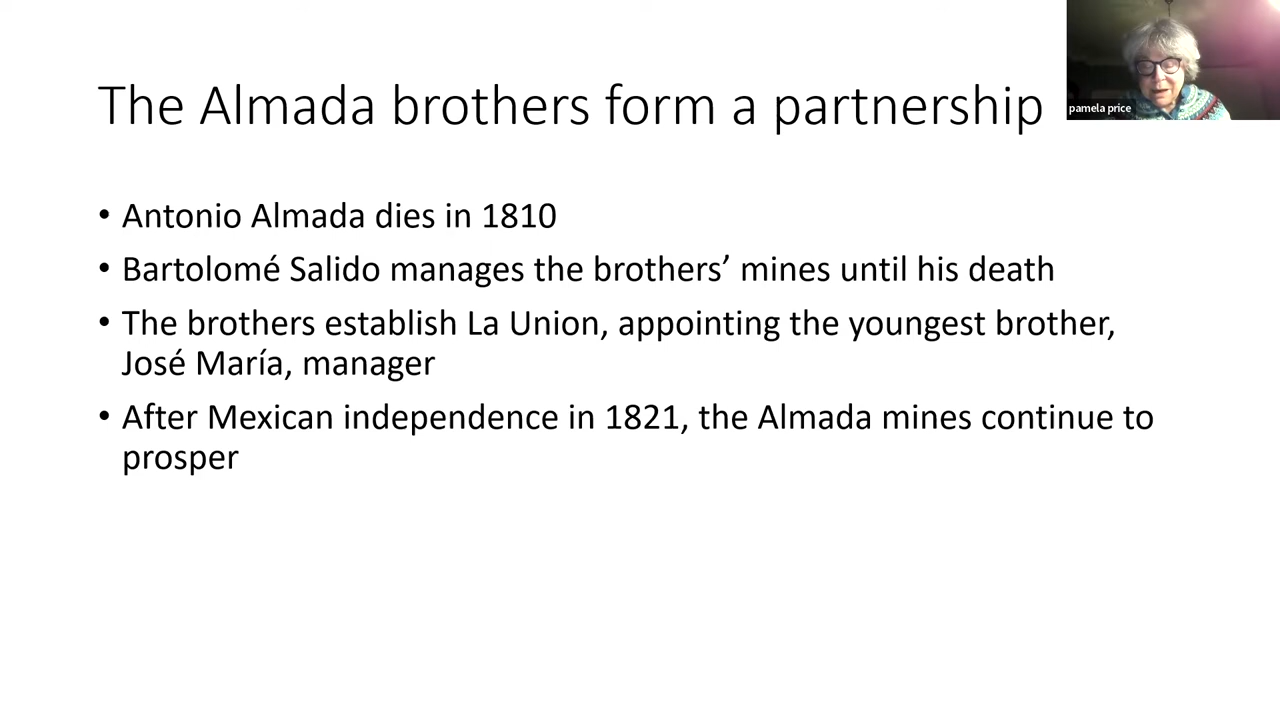 The Almada brothers form a partnership
pamela price
• Antonio Almada dies in 1810
• Bartolomé Salido manages the brothers’ mines until his death
• The brothers establish La Union, appointing the youngest brother,
José María, manager
• After Mexican independence in 1821, the Almada mines continue to
prosper